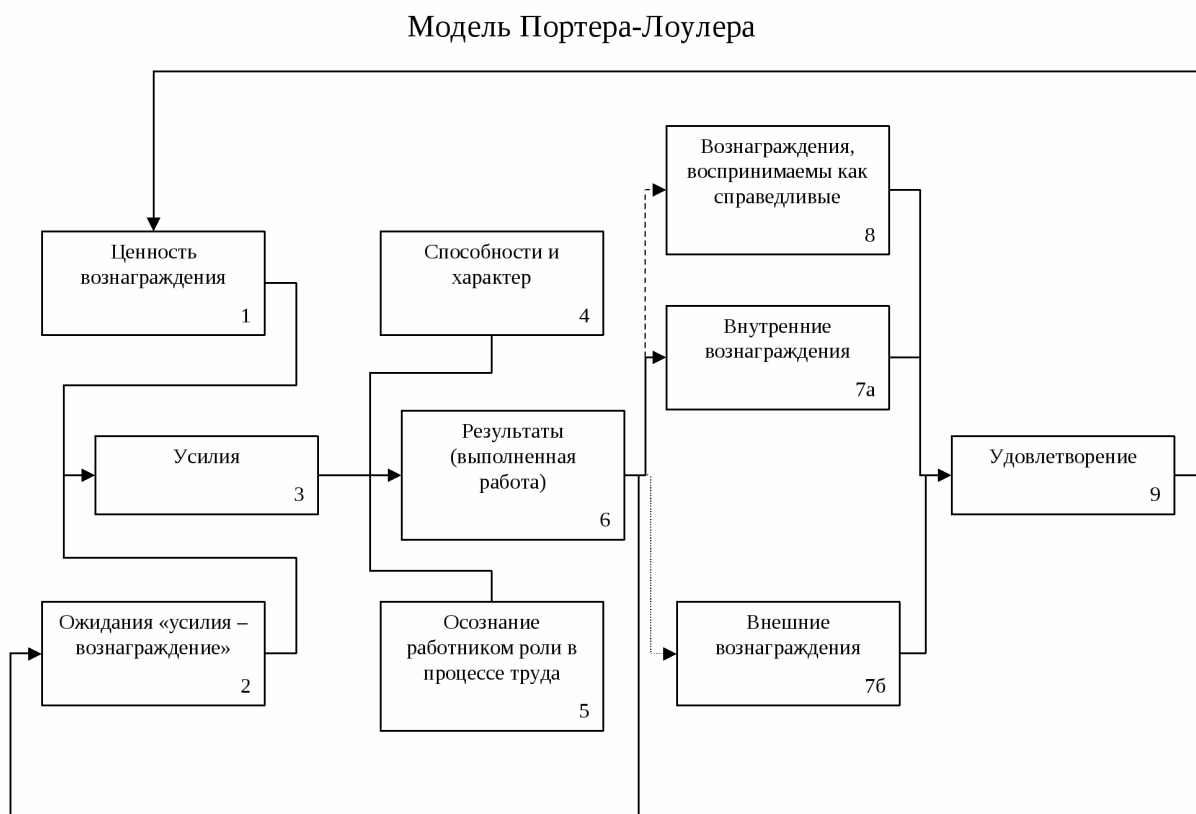 Модель Портера-Лоулера
Вознаграждения,
воспринимаемы как
справедливые
8
Ценность
вознаграждения
1
Способности и
характер
4
Внутренние
вознаграждения
7а
Усилия
3
Результаты
(выполненная
работа)
6
Удовлетворение
9
Ожидания «усилия –
вознаграждение»
2
Осознание
работником роли в
процессе труда
5
Внешние
вознаграждения
7б